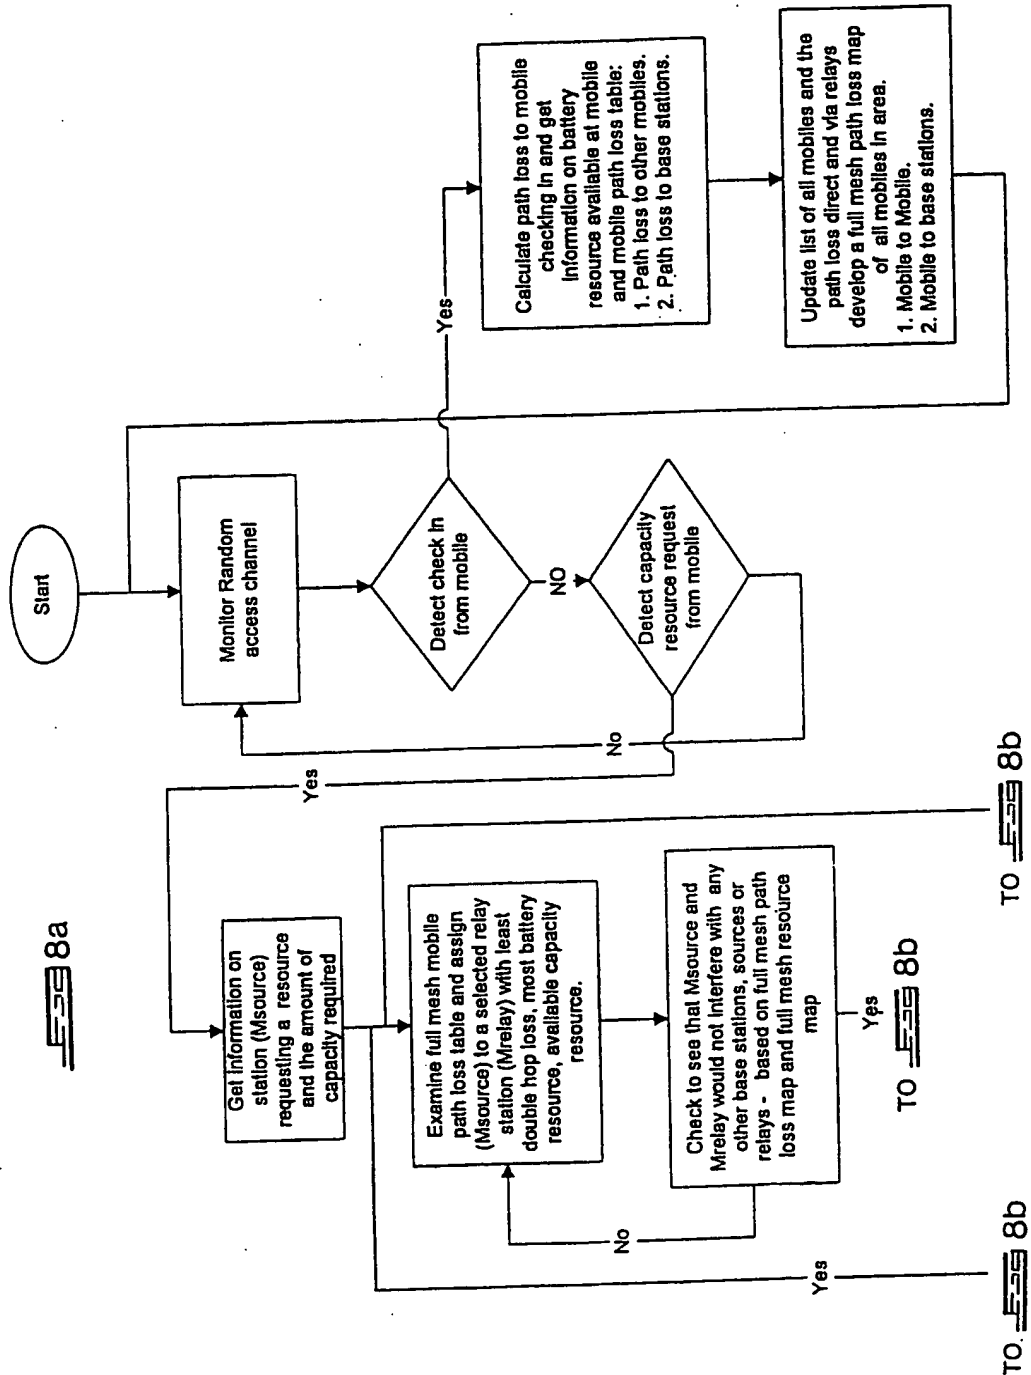 Fig 8a
Start
Monitor Random
access channel
Detect check in
from mobile
Yes
NO
Calculate path loss to mobile
checking in and get
Information on battery
resource available at mobile
and mobile path loss table:
1. Path loss to other mobiles.
2. Path loss to base stations.
Update list of all mobiles and the
path loss direct and via relays
develop a full mesh path loss map
of all mobiles in area.
1. Mobile to Mobile.
2. Mobile to base stations.
Detect capacity
resource request
from mobile
No
Yes
Get information on
station (Msource)
requesting a resource
and the amount of
capacity required
Examine full mesh mobile
path loss table and assign
(Msource) to a selected relay
station (Mrelay) with least
double hop loss, most battery
resource, available capacity
resource.
Check to see that Msource and
Mrelay would not interfere with any
other base stations, sources or
relays - based on full mesh path
loss map and full mesh resource
map
No
Yes
Yes
TO. Fig 8b
TO Fig 8b
TO Fig 8b